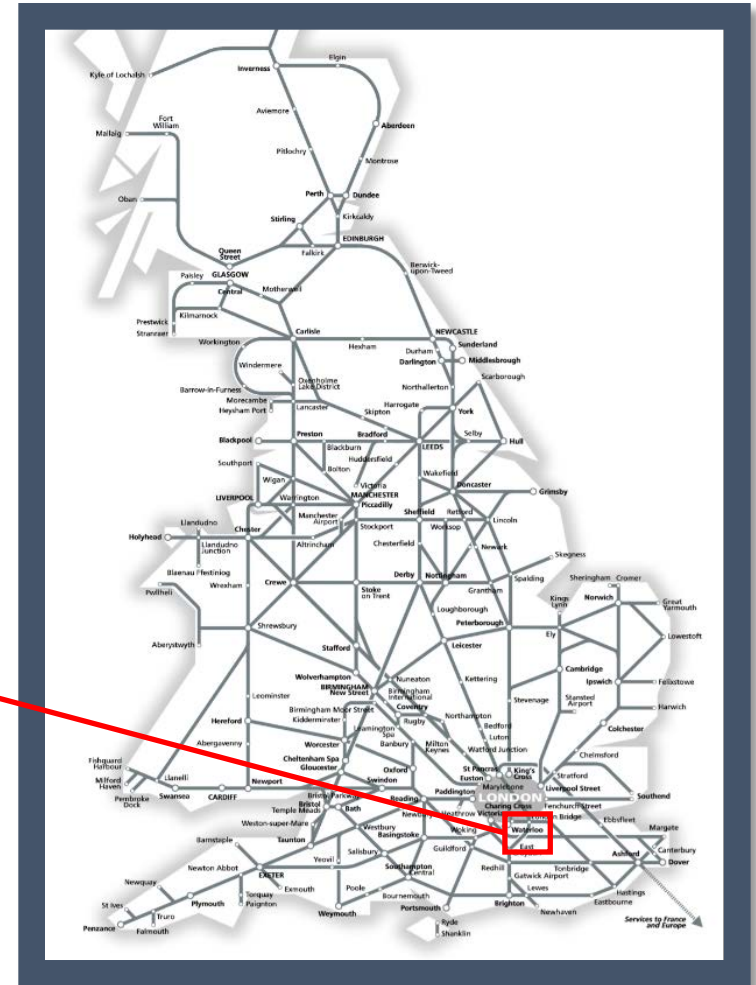 Elgin
Inverness
Kyle of Lochalsh
Aviemore
Fort
William
Mallaig
Aberdeen
Pitlochry
Montrose
Oban
Perth
Dundee
Stirling
Kirkcaldy
EDINBURGH
Queen
Street
Falkirk
Berwick-
upon-Tweed
Paisley
GLASGOW
Central
Motherwell
Prestwick
Stranraer
Kilmarnock
Carlisle
NEWCASTLE
Workington
Hexham
Durham
Sunderland
Darlington
Middlesbrough
Windermere
Oxenholme
Lake District
Scarborough
Barrow-in-Furness
Northallerton
Morecambe
Heysham Port
Lancaster
Harrogate
York
Skipton
Blackpool
Preston
Bradford
LEEDS
Selby
Hull
Blackburn
Huddersfield
Southport
Bolton
Wakefield
Wigan
Victoria
Doncaster
Grimsby
LIVERPOOL
Warrington
MANCHESTER
Piccadilly
Sheffield
Retford
Llandudno
Manchester
Airport
Stockport
Worksop
Lincoln
Holyhead
Llandudno
Junction
Chester
Altrincham
Chesterfield
Newark
Skegness
Blaenau Ffestiniog
Pwllheli
Wrexham
Crewe
Stoke
on Trent
Derby
Nottingham
Grantham
Spalding
Sheringham
Cromer
Kings
Lynn
Norwich
Great
Yarmouth
Loughborough
Shrewsbury
Peterborough
Ely
Lowestoft
Aberystwyth
Stafford
Leicester
Wolverhampton
BIRMINGHAM
New Street
Nuneaton
Kettering
Cambridge
Birmingham
International
Ipswich
Felixstowe
Leominster
Birmingham Moor Street
Coventry
Stevenage
Stansted
Airport
Harwich
Kidderminster
Rugby
Northampton
Hereford
Leamington
Spa
Bedford
Colchester
Abergavenny
Worcester
Banbury
Milton
Keynes
Luton
Watford Junction
Chelmsford
Cheltenham Spa
Gloucester
Oxford
St Pancras
King's
Cross
Euston
Stratford
Fishguard
Harbour
Milford
Haven
Llanelli
Newport
Swindon
Marylebone
Liverpool Street
Pembroke
Dock
Swansea
CARDIFF
Bristol Parkway
Reading
Paddington
LONDON
Southend
Bristol
Temple Meads
Bath
Charing Cross
Fenchurch Street
Newbury
Heathrow
Victoria
Bridge
Ebbsfleet
Weston-super-Mare
Westbury
Basingstoke
Woking
Waterloo
Margate
Barnstaple
Taunton
Salisbury
Guildford
East
Canterbury
Yeovil
Ashford
Dover
Newton Abbot
EXETER
Southampton
Central
Redhill
Gatwick Airport
Tonbridge
Newquay
Exmouth
Poole
Lewes
Hastings
Plymouth
Torquay
Paignton
Bournemouth
Eastbourne
St Ives
Truro
Weymouth
Portsmouth
Brighton
Newhaven
Penzance
Falmouth
Ryde
Shanklin
Services to France
and Europe